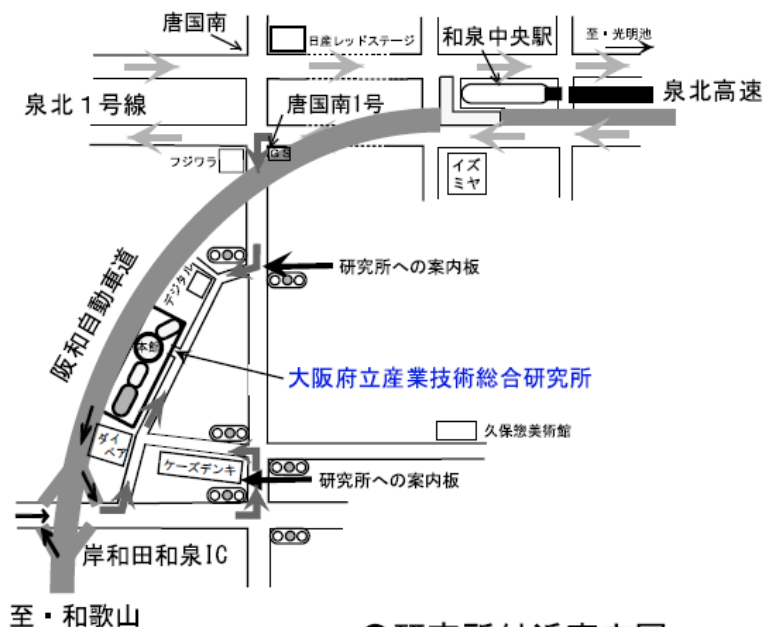 唐国南
日産レッドステージ
和泉中央駅
至・光明池
泉北1号線
唐国南1号
泉北高速
GS
フジワラ
イズ
ミヤ
研究所への案内板
デジタル
阪和自動車道
本館
大阪府立産業技術総合研究所
久保惣美術館
ダイ
ベア
ケーズデンキ
研究所への案内板
岸和田和泉IC
至・和歌山